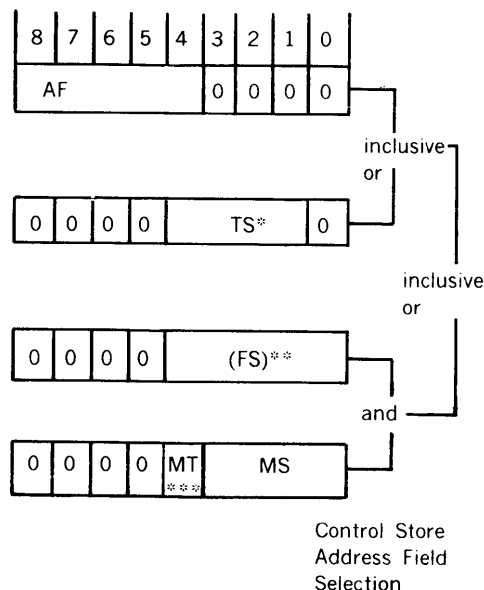 8 7 6 5 4 3 2 1 0
AF 0 0 0 0
inclusive
or
0 0 0 0 TS* 0
inclusive
or
0 0 0 0 (FS)**
and
0 0 0 0 MT MS
***
Control Store
Address Field
Selection